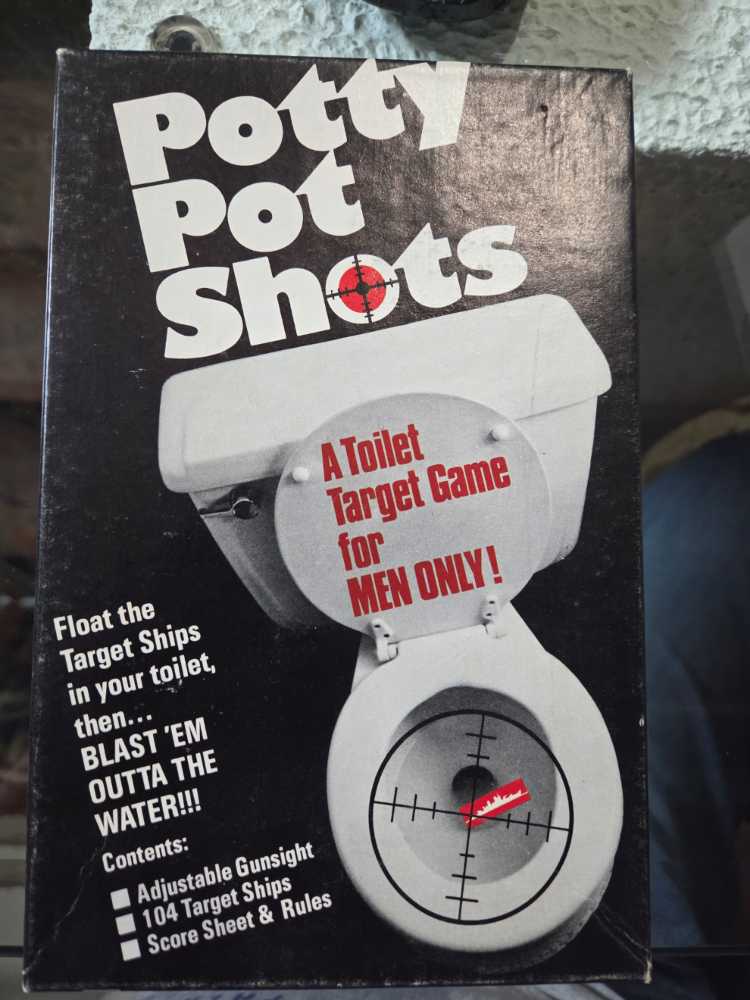 Potty
Pot
Shots
A Toilet
Target Game
for
MEN ONLY!
Float the
Target Ships
in your toilet,
then...
BLAST 'EM
OUTTA THE
WATER!!!
Contents:
Adjustable Gunsight
104 Target Ships
Score Sheet & Rules